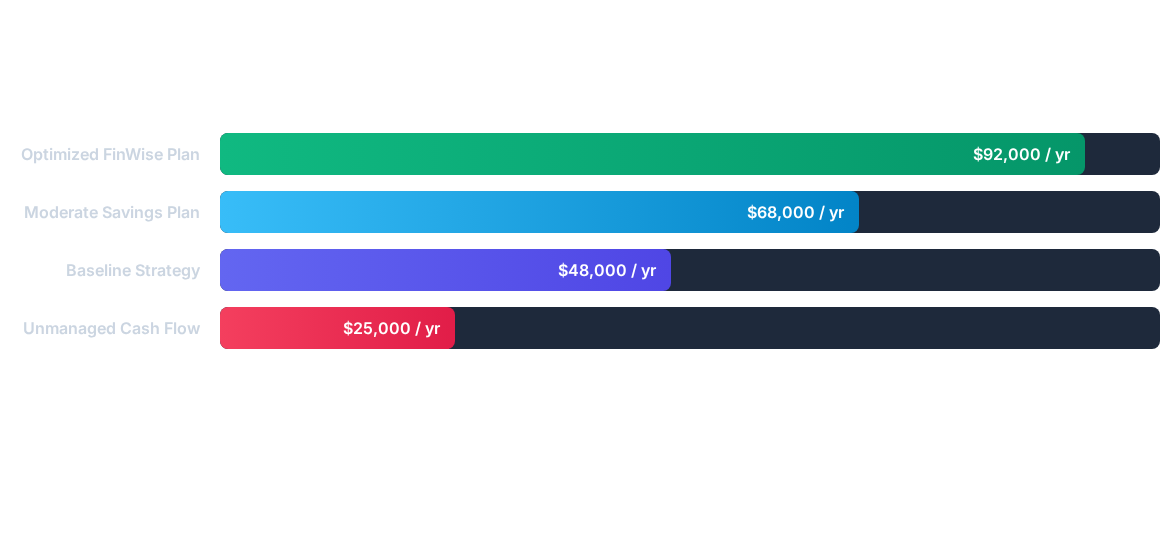 Optimized FinWise Plan $92,000 / yr
Moderate Savings Plan $68,000 / yr
Baseline Strategy $48,000 / yr
Unmanaged Cash Flow $25,000 / yr